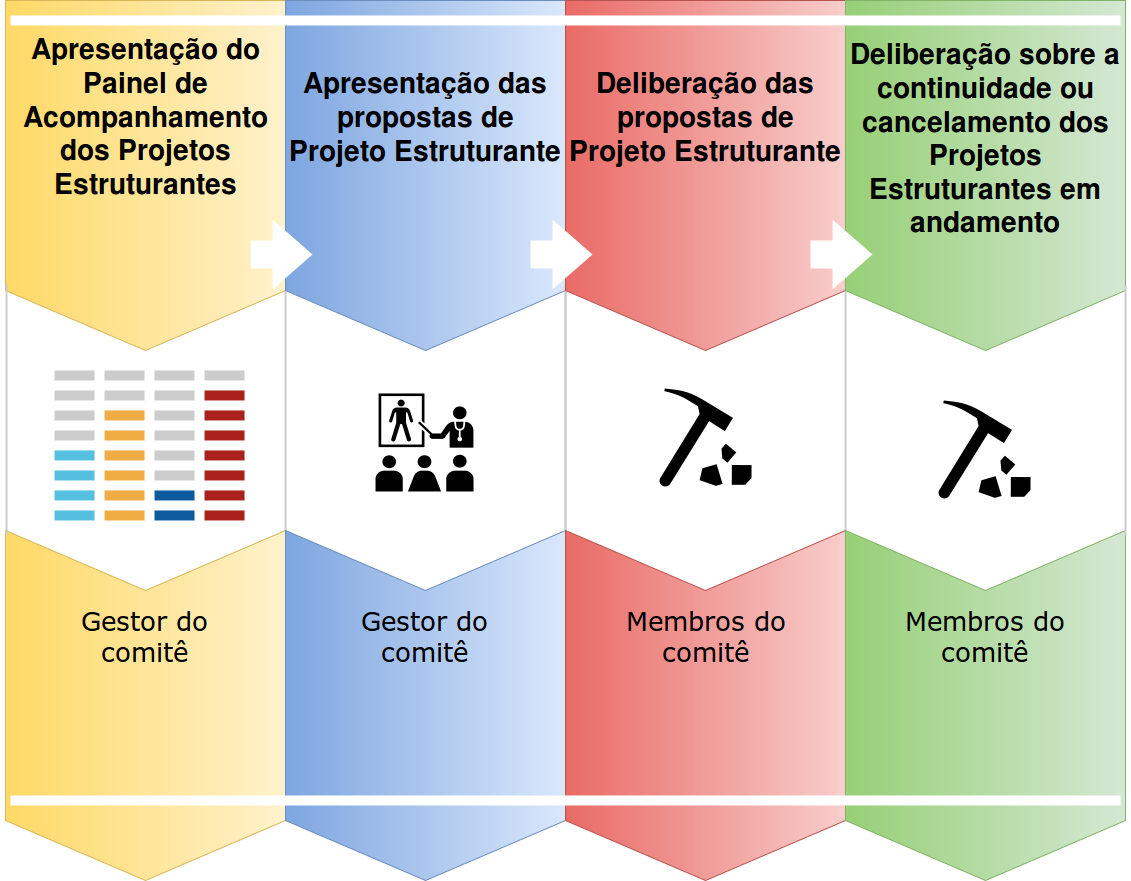 Apresentação do
Painel de
Acompanhamento
dos Projetos
Estruturantes
Apresentação das
propostas de
Projeto Estruturante
Deliberação das
propostas de
Projeto Estruturante
Deliberação sobre a
continuidade ou
cancelamento dos
Projetos
Estruturantes em
andamento
Gestor do
comitê
Gestor do
comitê
Membros do
comitê
Membros do
comitê